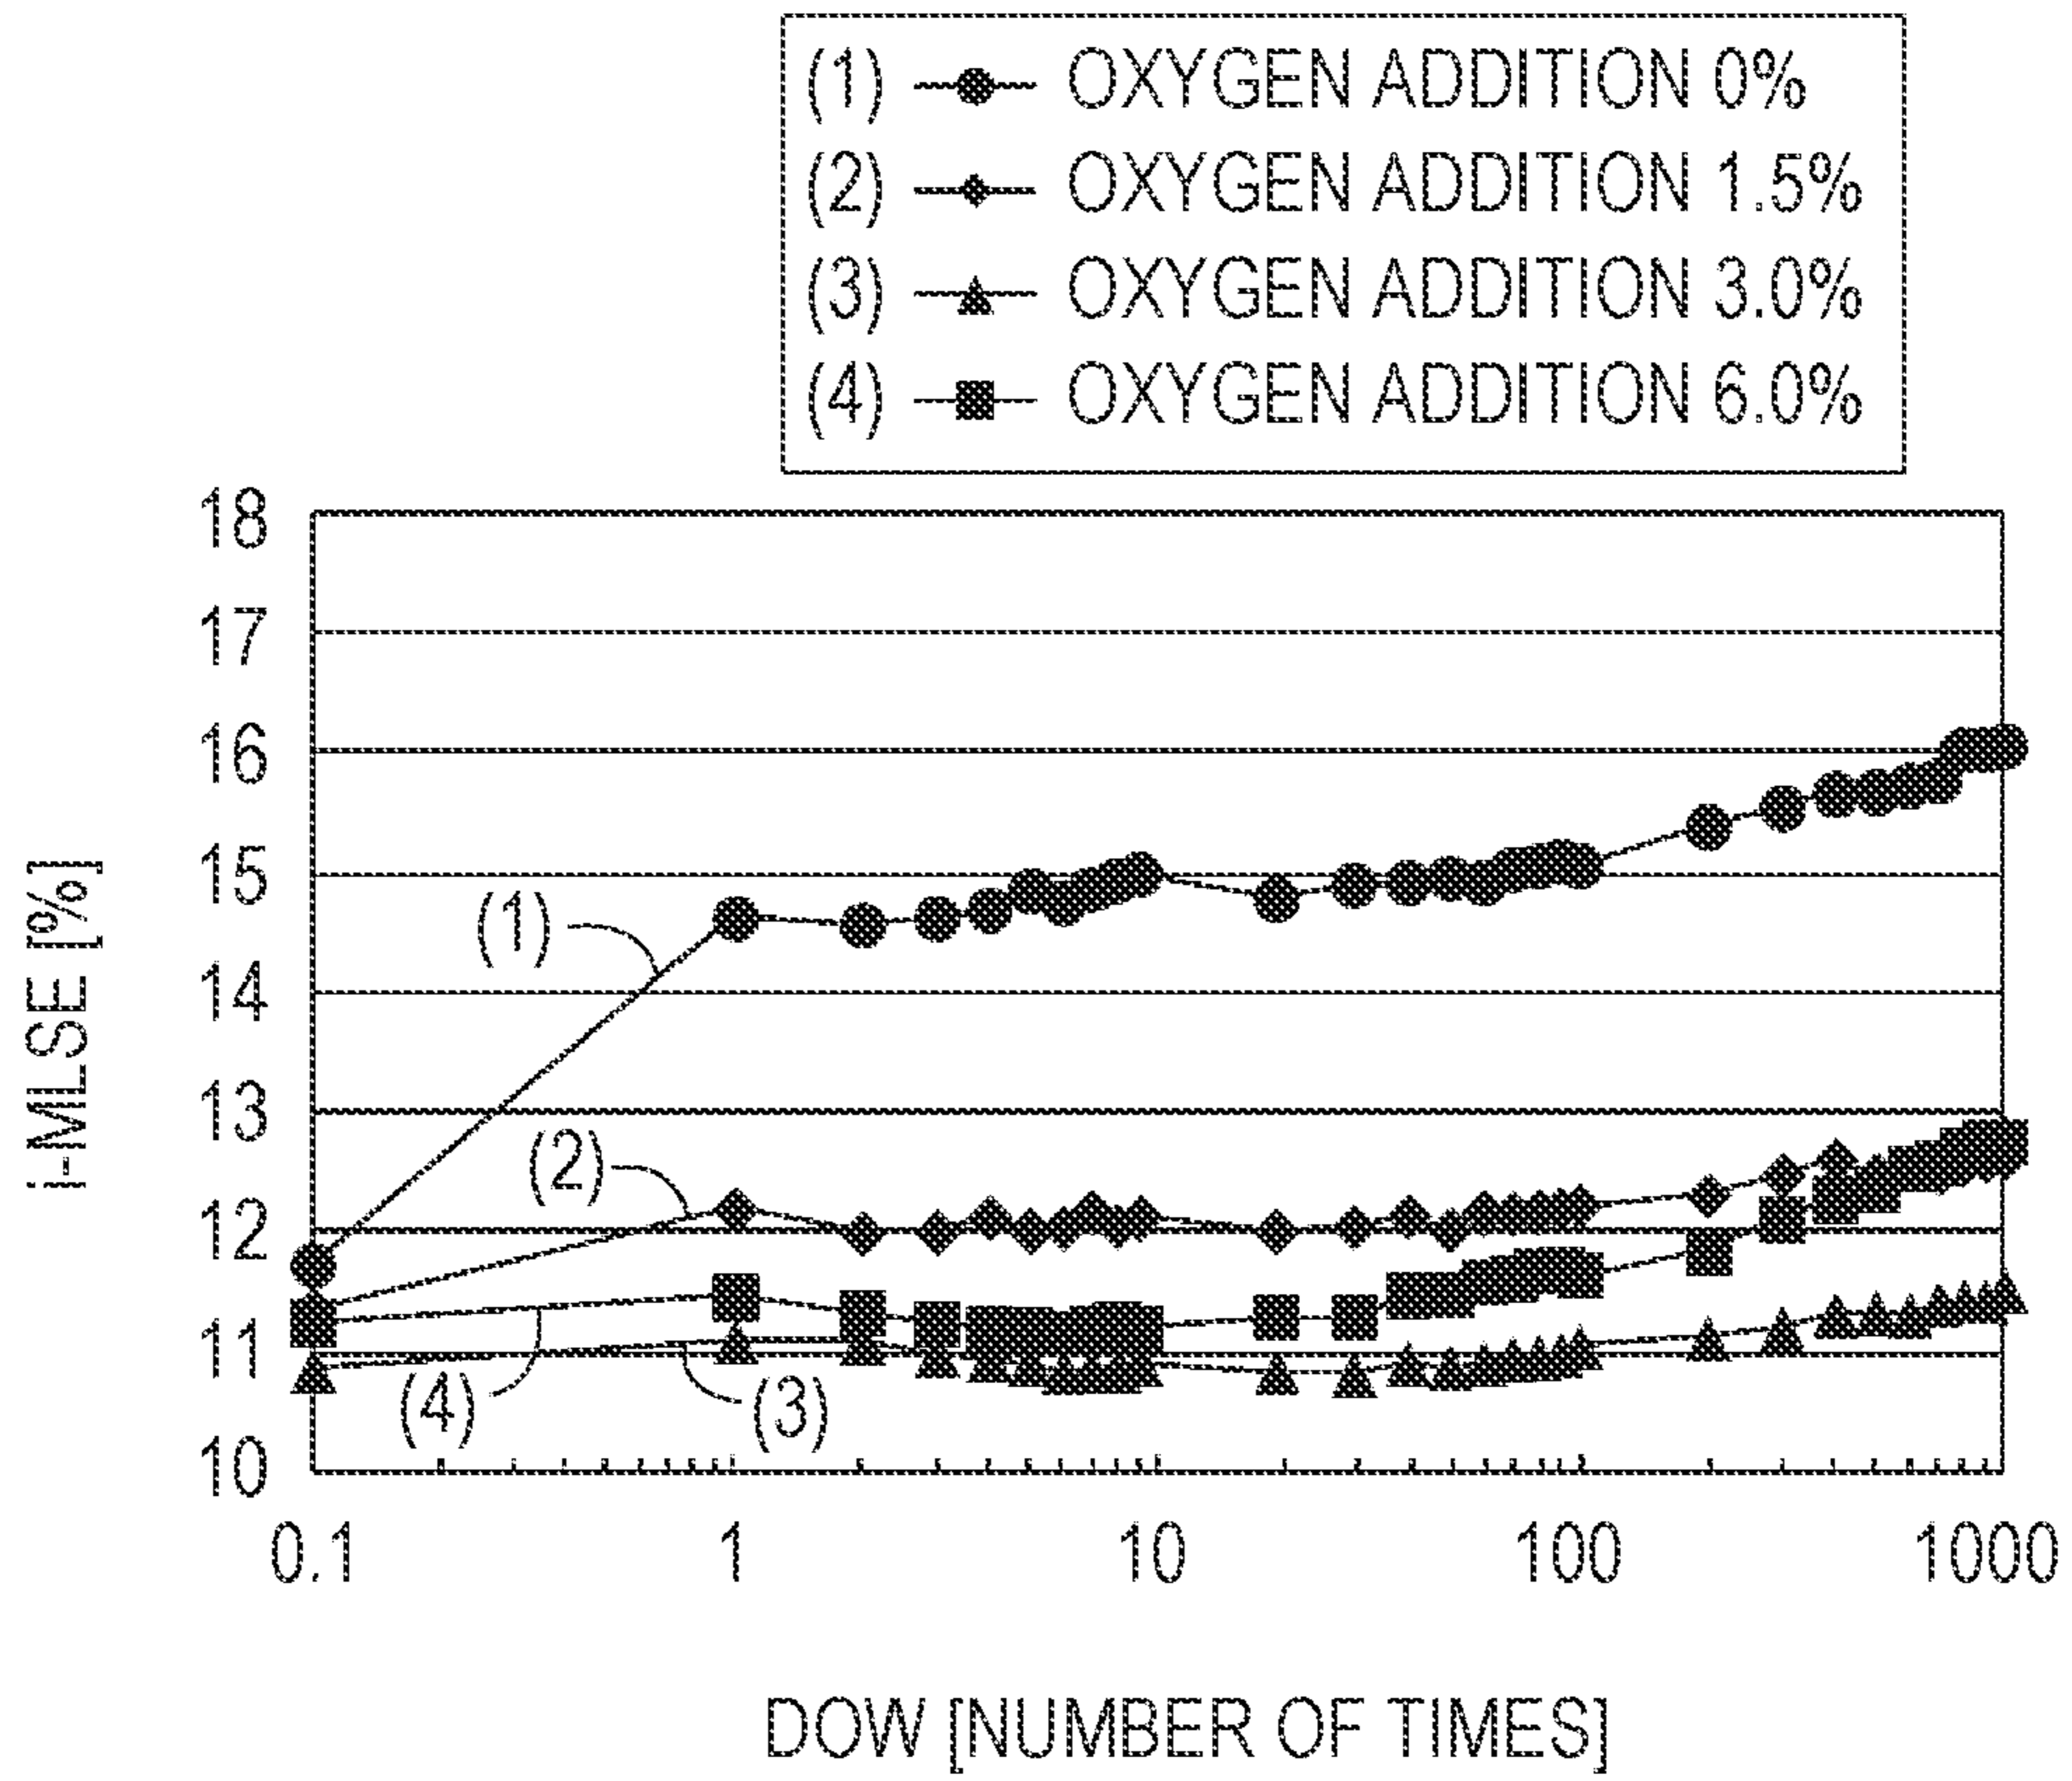 (1) OXYGEN ADDITION 0%
(2) OXYGEN ADDITION 1.5%
(3) OXYGEN ADDITION 3.0%
(4) OXYGEN ADDITION 6.0%
i-MLSE [%]
18
17
16
15
14
13
12
11
10
(1)
(2)
(4)
(3)
0.1 1 10 100 1000
DOW [NUMBER OF TIMES]